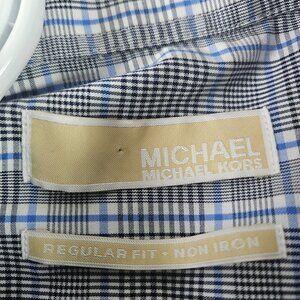 MICHAEL
MICHAEL KORS
REGULAR FIT • NON IRON